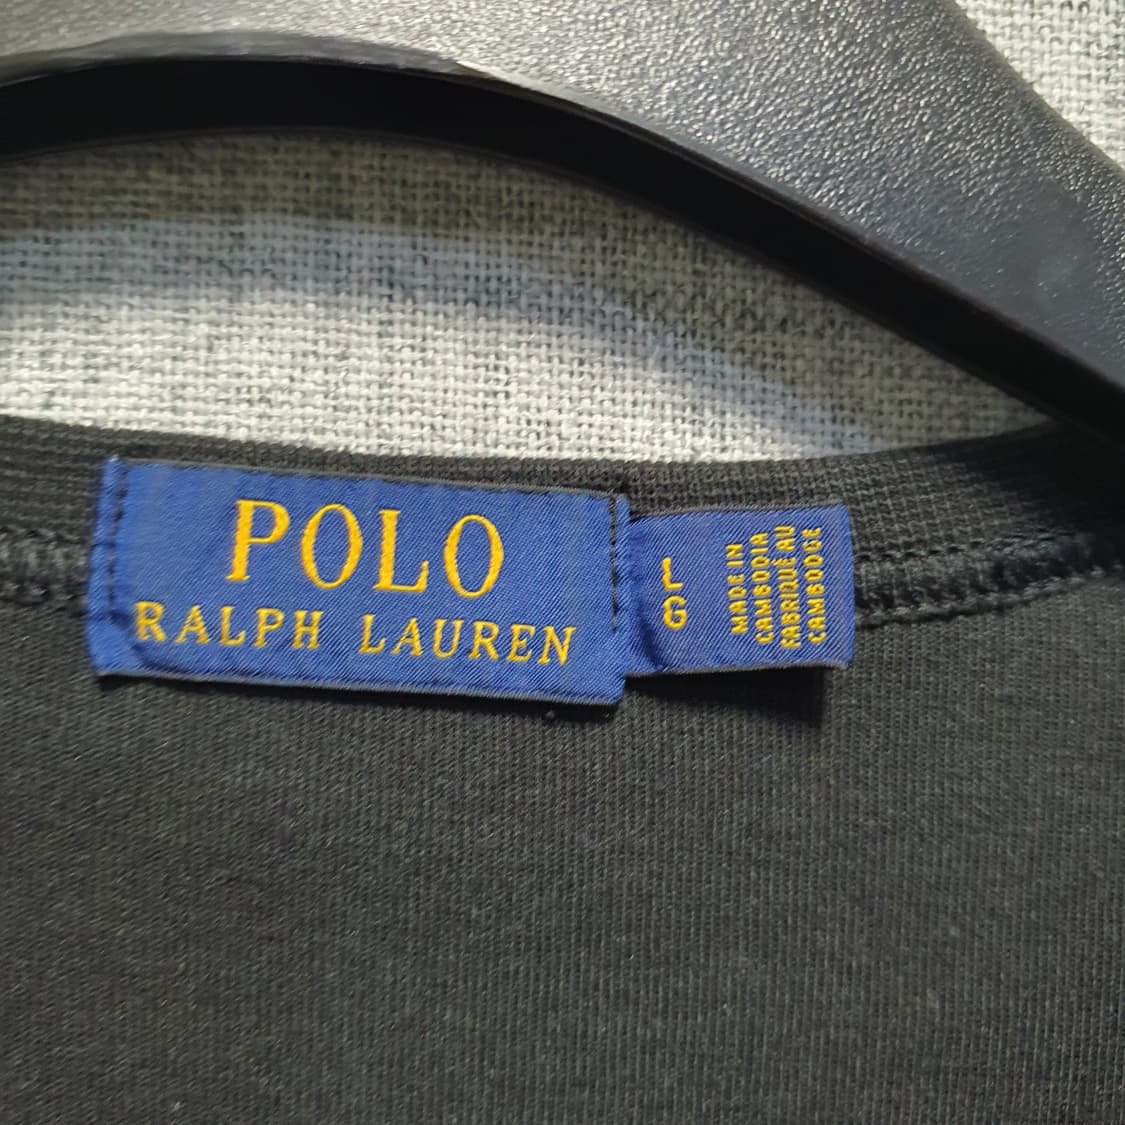 POLO
RALPH LAUREN
L
G
MADE IN
CAMBODIA
FABRIQUÉ AU
CAMBODGE